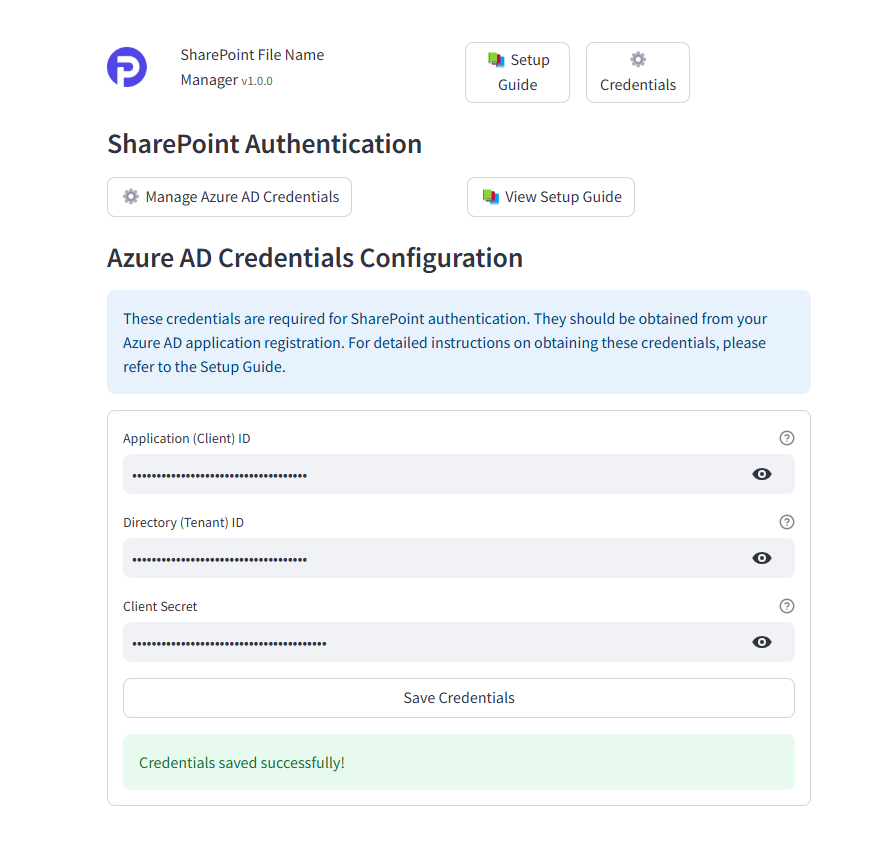 SharePoint File Name
Manager v1.0.0
Setup
Guide
Credentials
SharePoint Authentication
Manage Azure AD Credentials
View Setup Guide
Azure AD Credentials Configuration
These credentials are required for SharePoint authentication. They should be obtained from your
Azure AD application registration. For detailed instructions on obtaining these credentials, please
refer to the Setup Guide.
Application (Client) ID
Directory (Tenant) ID
Client Secret
Save Credentials
Credentials saved successfully!